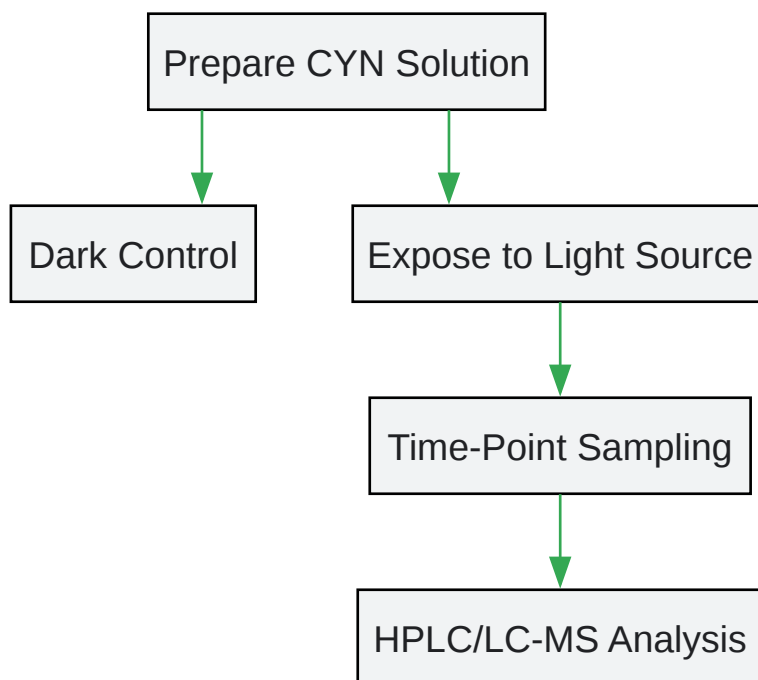 Prepare CYN Solution
Dark Control
Expose to Light Source
Time-Point Sampling
HPLC/LC-MS Analysis